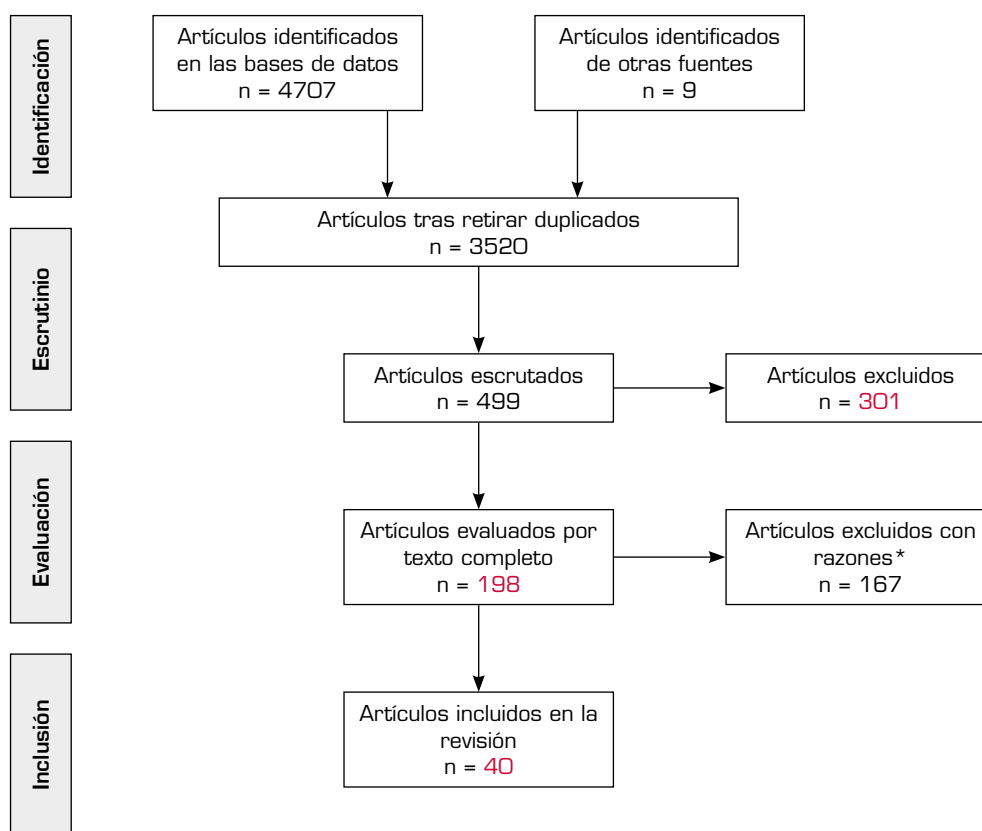 Identificación
Artículos identificados
en las bases de datos
n = 4707
Artículos identificados
de otras fuentes
n = 9
Artículos tras retirar duplicados
n = 3520
Escrutinio
Artículos escrutados
n = 499
Artículos excluidos
n = 301
Evaluación
Artículos evaluados por
texto completo
n = 198
Artículos excluidos con
razones*
n = 167
Inclusión
Artículos incluidos en la
revisión
n = 40